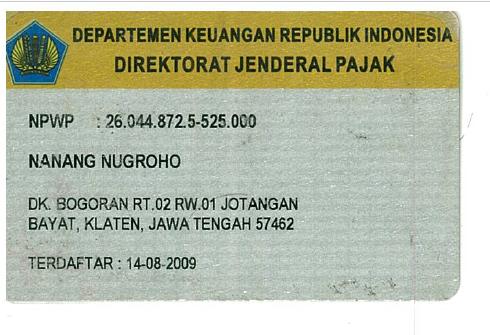 DEPARTEMEN KEUANGAN REPUBLIK INDONESIA
DIREKTORAT JENDERAL PAJAK
NPWP : 26.044.872.5-525.000
NANANG NUGROHO
DK. BOGORAN RT.02 RW.01 JOTANGAN
BAYAT, KLATEN, JAWA TENGAH 57462
TERDAFTAR : 14-08-2009